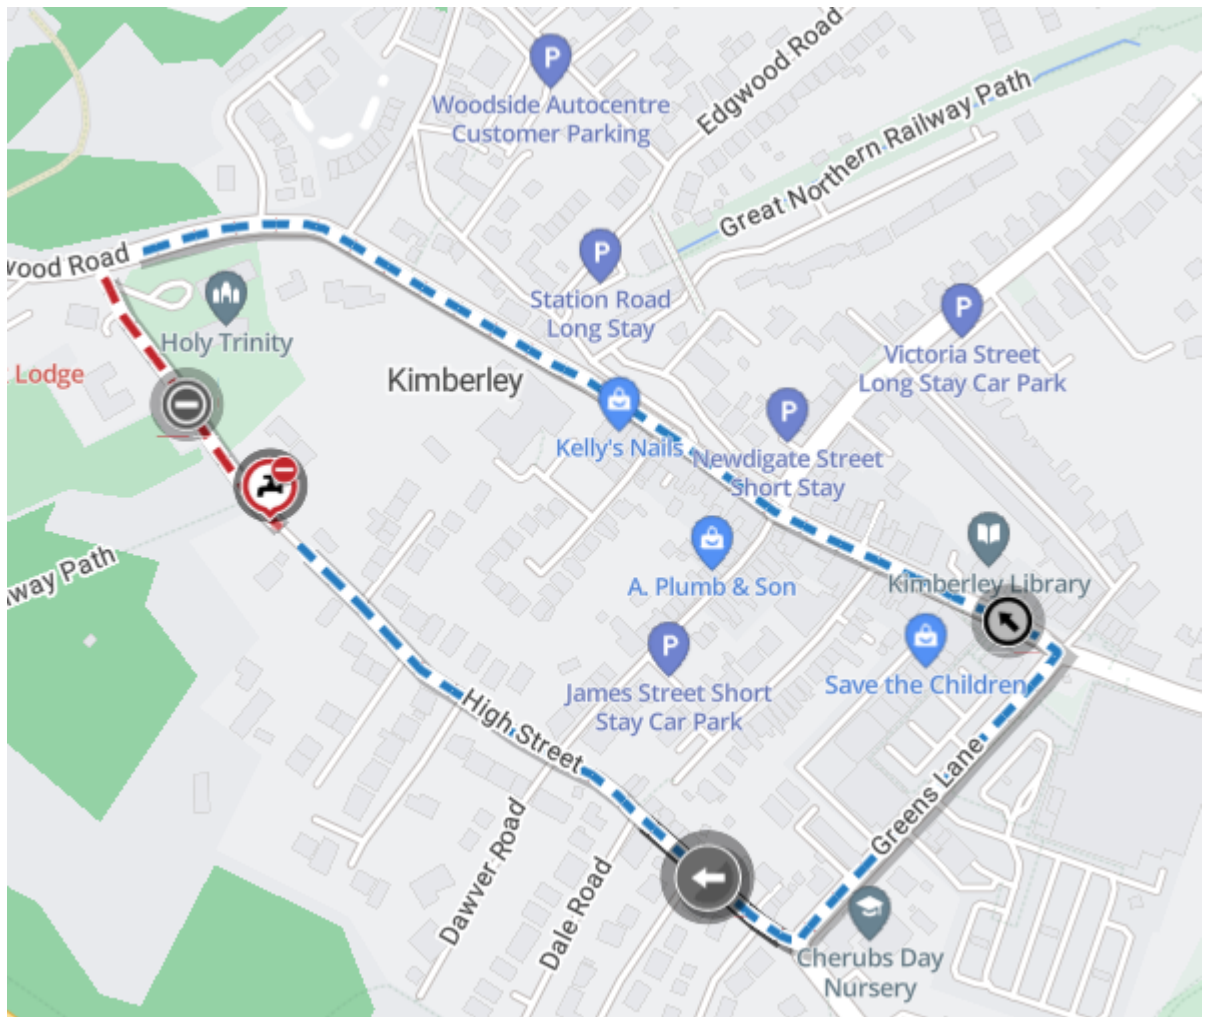 P
Woodside Autocentre
Customer Parking
Edgwood Road
Great Northern Railway Path
wood Road
P
Station Road
Long Stay
Holy Trinity
P
Victoria Street
Long Stay Car Park
Lodge
Kimberley
Kelly's Nails
P
Newdigate Street
Short Stay
lway Path
A. Plumb & Son
Kimberley Library
P
James Street Short
Stay Car Park
Save the Children
High Street
Greens Lane
Dawver Road
Dale Road
Cherubs Day
Nursery